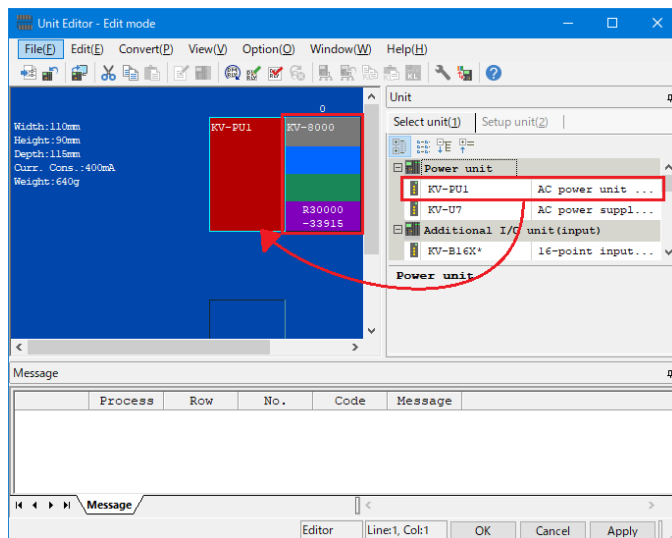 Unit Editor - Edit mode
File(F) Edit(E) Convert(P) View(V) Option(O) Window(W) Help(H)
Width:110mm
Height:90mm
Depth:115mm
Curr. Cons.:400mA
Weight:640g
0
KV-PU1 KV-8000
R30000
-33915
Unit
Select unit(1) Setup unit(2)
Power unit
KV-PU1 AC power unit ...
KV-U7 AC power suppl...
Additional I/O unit(input)
KV-B16X* 16-point input...
Power unit
Message
Process Row No. Code Message
Message
Editor Line:1, Col:1 OK Cancel Apply